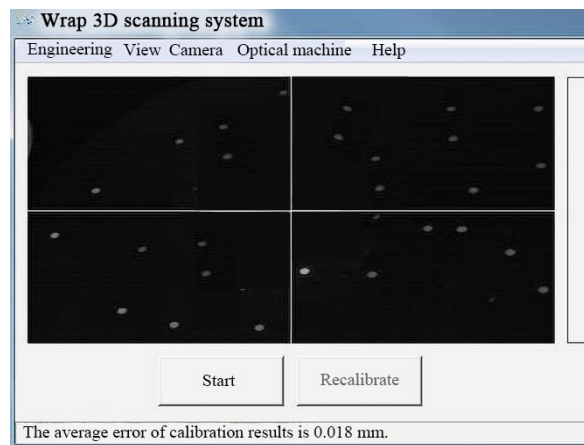 Wrap 3D scanning system
Engineering View Camera Optical machine Help
Start Recalibrate
The average error of calibration results is 0.018 mm.